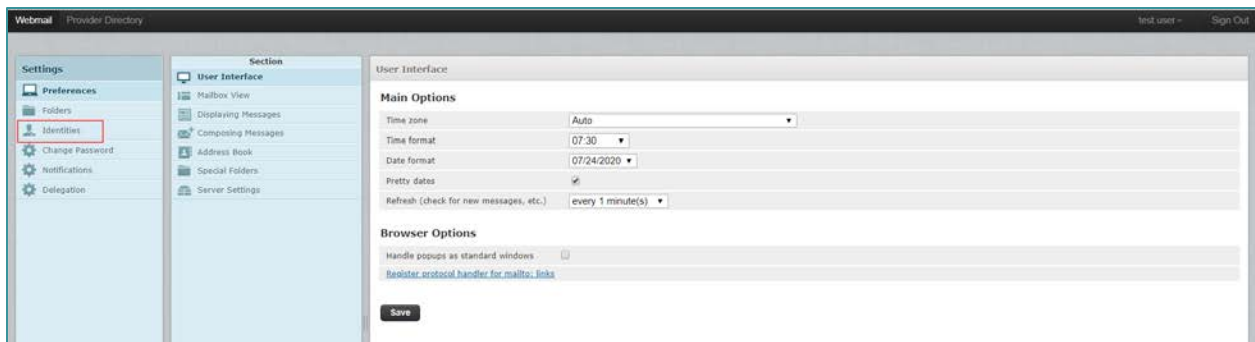 Webmail Provider Directory test user Sign Out
Settings
Preferences
Folders
Identities
Change Password
Notifications
Delegation
Section
User Interface
Mailbox View
Displaying Messages
Composing Messages
Address Book
Special Folders
Server Settings
User Interface
Main Options
Time zone Auto
Time format 07:30
Date format 07/24/2020
Pretty dates
Refresh (check for new messages, etc.) every 1 minute(s)
Browser Options
Handle popups as standard windows
Register protocol handler for mailto: links
Save